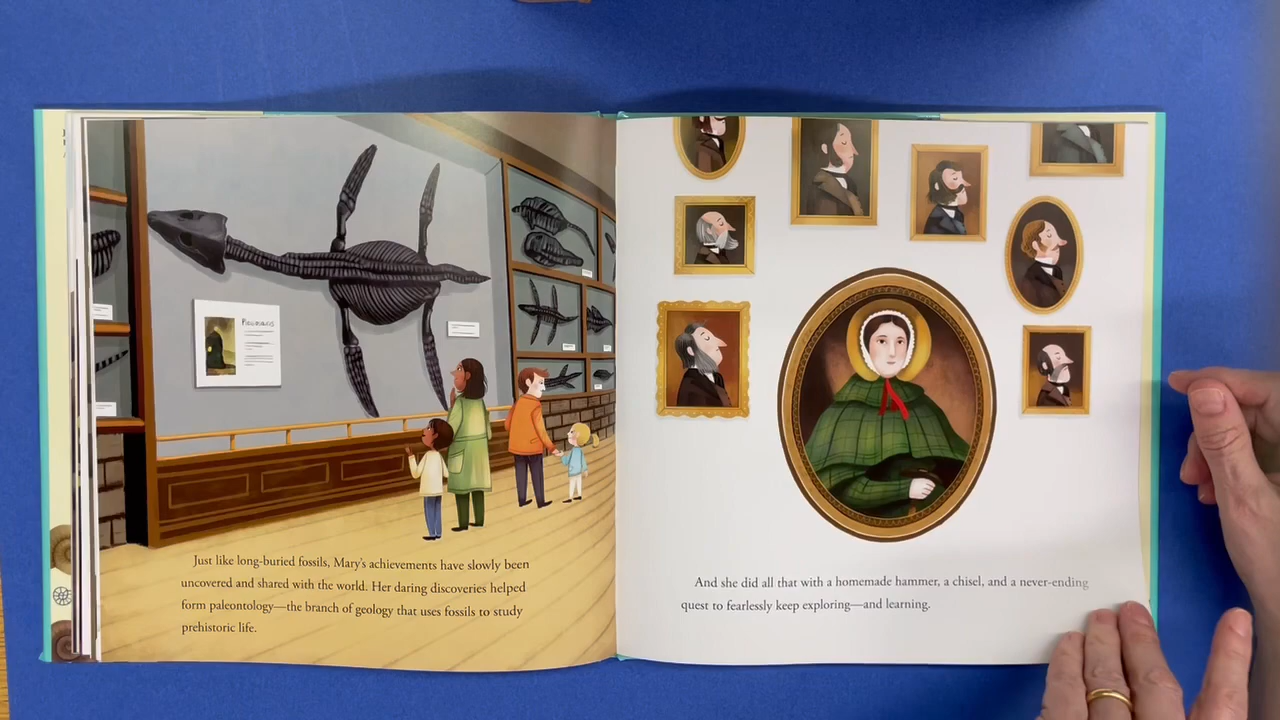 Plesiosaurus
Just like long-buried fossils, Mary's achievements have slowly been
uncovered and shared with the world. Her daring discoveries helped
form paleontology—the branch of geology that uses fossils to study
prehistoric life.
And she did all that with a homemade hammer, a chisel, and a never-ending
quest to fearlessly keep exploring—and learning.